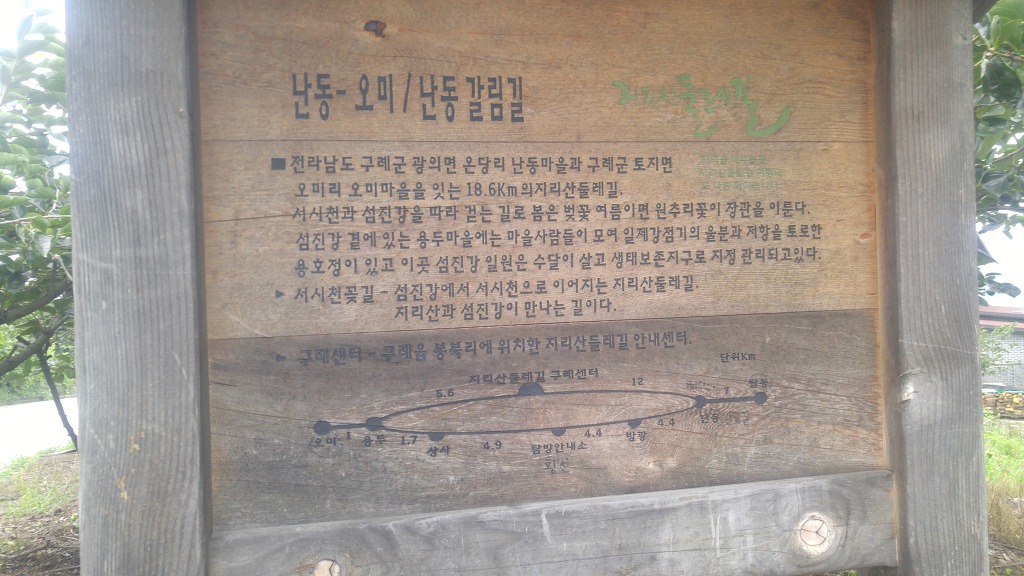 난동- 오미 / 난동 갈림길
지리산둘레길
■ 전라남도 구례군 광의면 온당리 난동마을과 구례군 토지면
오미리 오미마을을 잇는 18.6Km의지리산둘레길.
서시천과 섬진강을 따라 걷는 길로 봄은 벚꽃 여름이면 원추리꽃이 장관을 이룬다.
섬진강 곁에 있는 용두마을에는 마을사람들이 모여 일제강점기의 울분과 저항을 토로한
용호정이 있고 이곳 섬진강 일원은 수달이 살고 생태보존지구로 지정 관리되고있다.
▶ 서시천꽃길 - 섬진강에서 서시천으로 이어지는 지리산둘레길.
지리산과 섬진강이 만나는 길이다.
▶ 구례센터 - 구례읍 봉북리에 위치한 지리산둘레길 안내센터.
단위Km
지리산둘레길 구례센터
5.6 12 1 탑동
오미 1 용두 1.7 상사 4.9 탐방안내소 4.4 방광 4.4 난동